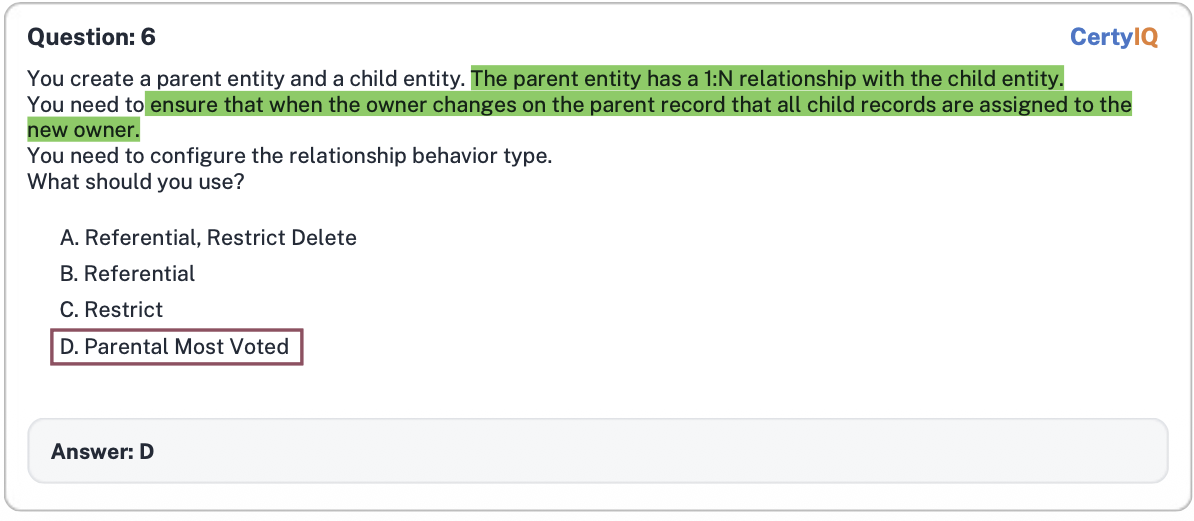 Question: 6
CertyIQ
You create a parent entity and a child entity. The parent entity has a 1:N relationship with the child entity.
You need to ensure that when the owner changes on the parent record that all child records are assigned to the
new owner.
You need to configure the relationship behavior type.
What should you use?
A. Referential, Restrict Delete
B. Referential
C. Restrict
D. Parental Most Voted
Answer: D